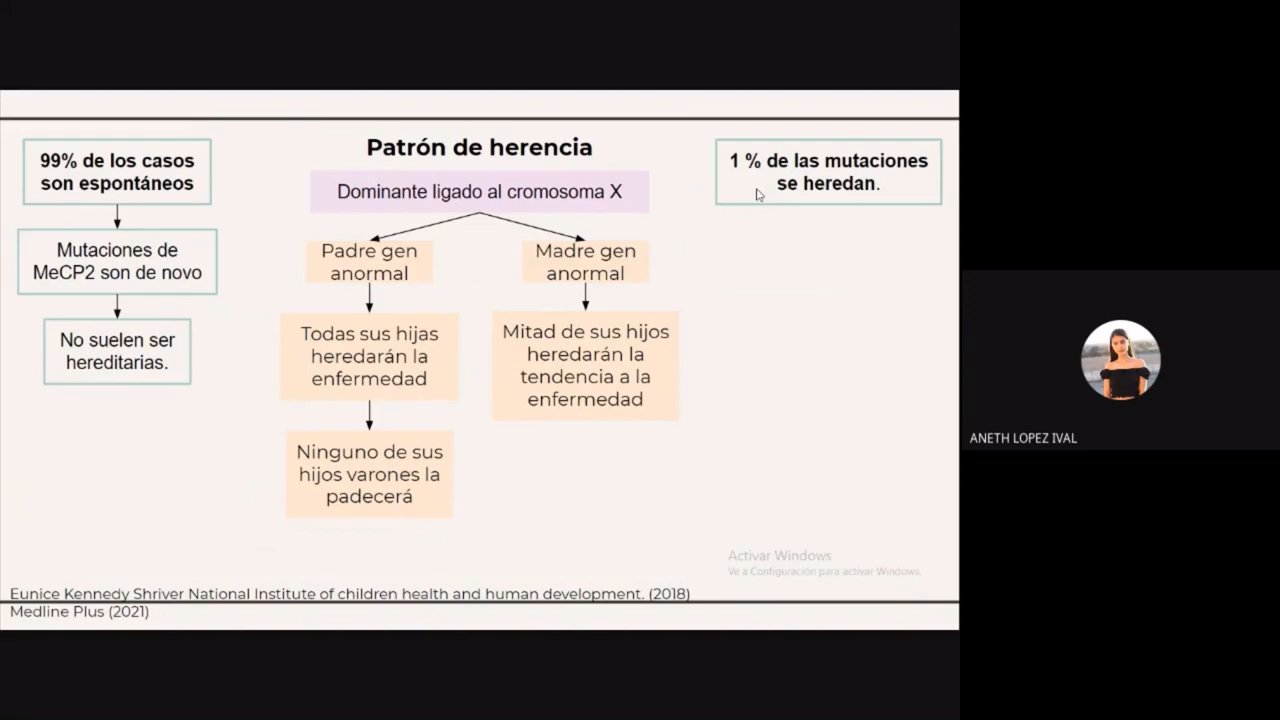 Patrón de herencia
99% de los casos
son espontáneos
Mutaciones de
MeCP2 son de novo
No suelen ser
hereditarias.
Dominante ligado al cromosoma X
Padre gen
anormal
Todas sus hijas
heredarán la
enfermedad
Ninguno de sus
hijos varones la
padecerá
Madre gen
anormal
Mitad de sus hijos
heredarán la
tendencia a la
enfermedad
1 % de las mutaciones
se heredan.
Activar Windows
Ve a Configuración para activar Windows.
Eunice Kennedy Shriver National Institute of children health and human development. (2018)
Medline Plus (2021)
ANETH LOPEZ IVAL